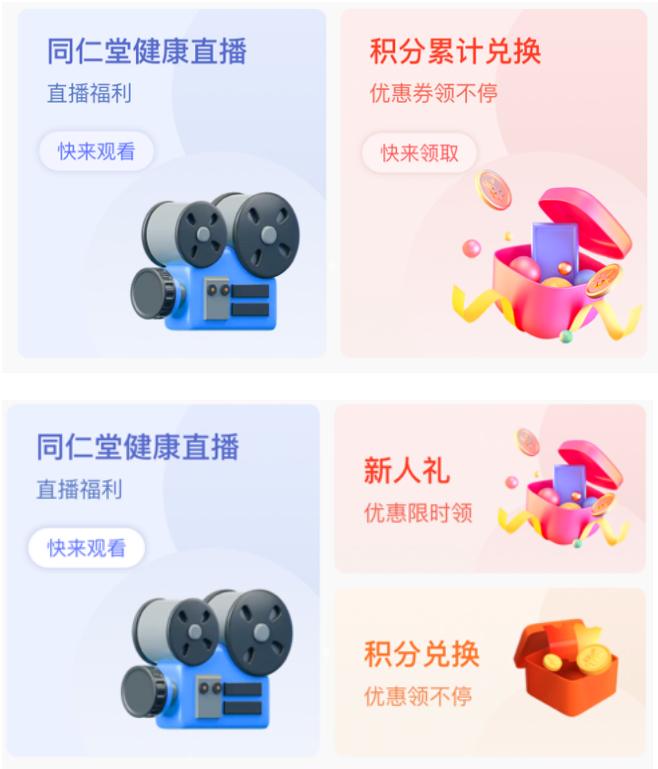 同仁堂健康直播
直播福利
快来观看
积分累计兑换
优惠券领不停
快来领取
同仁堂健康直播
直播福利
快来观看
新人礼
优惠限时领
积分兑换
优惠领不停